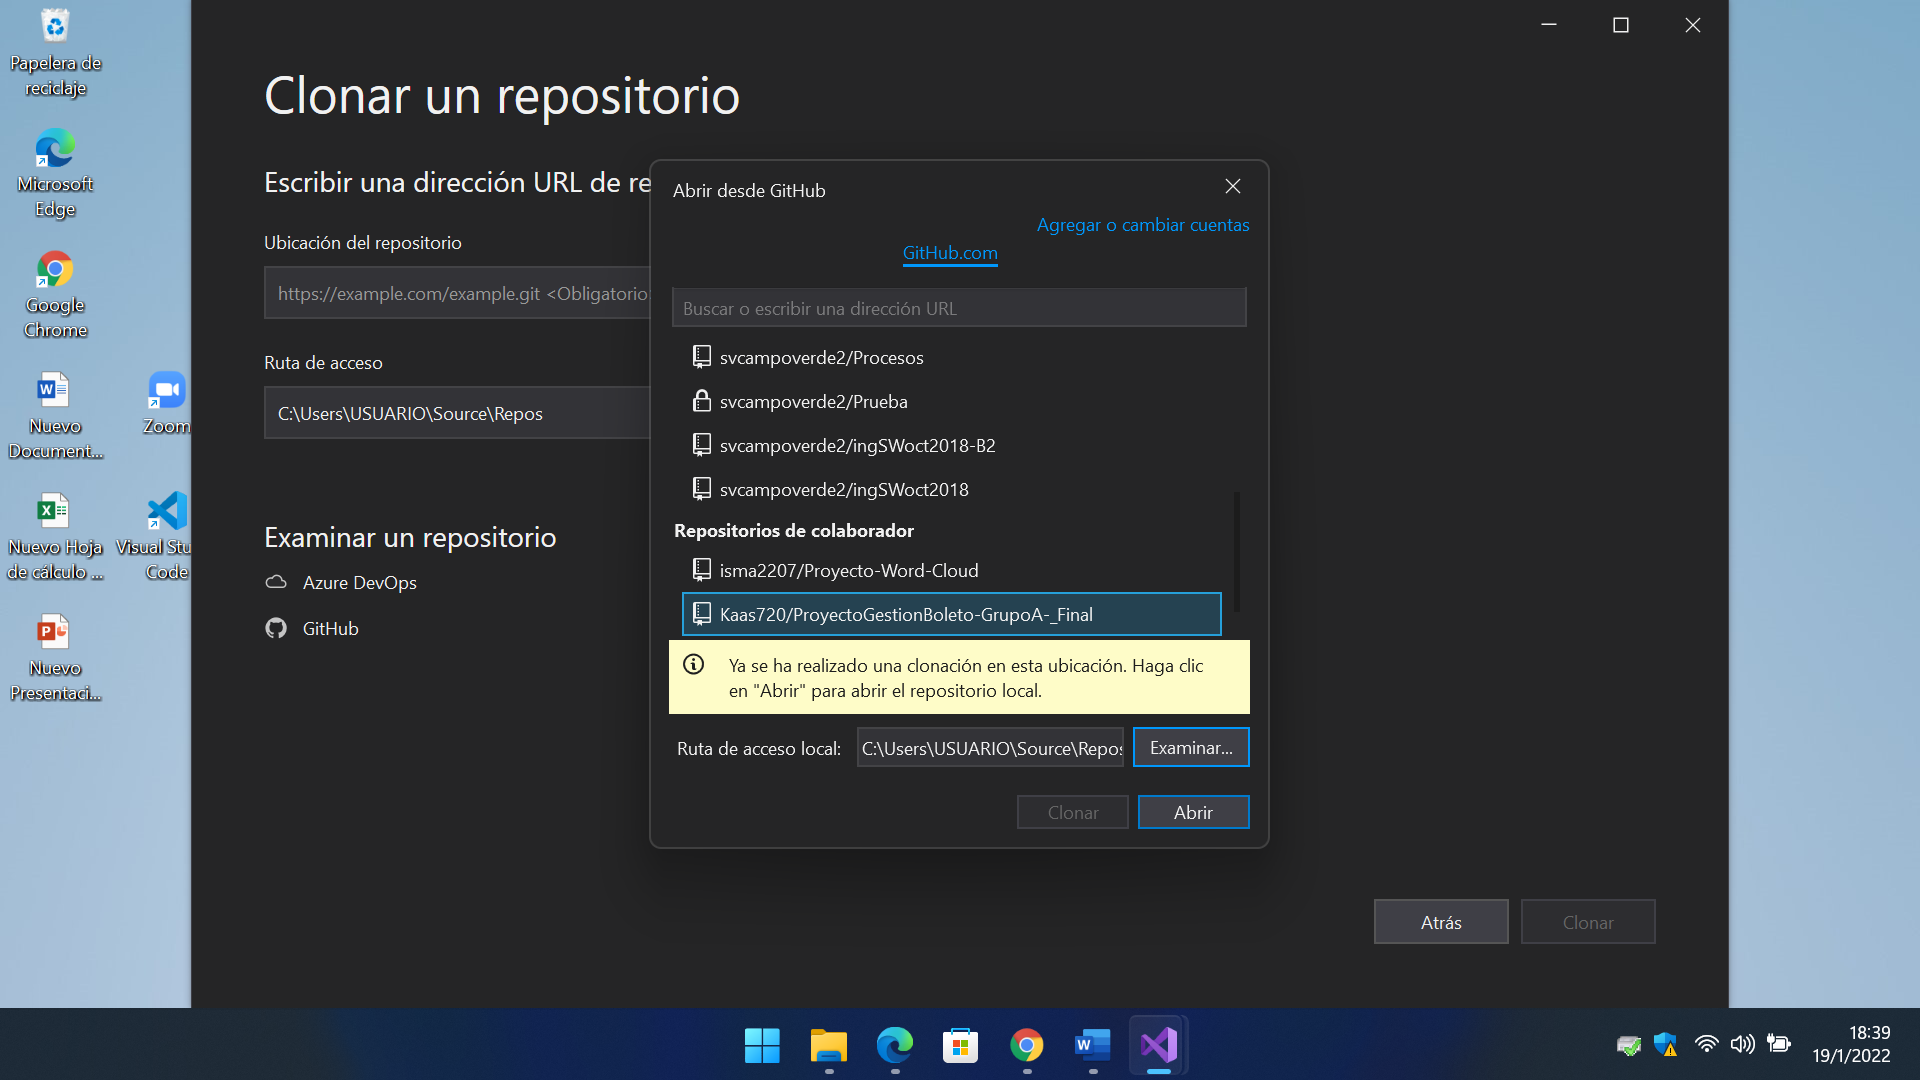 Papelera de
reciclaje
Microsoft
Edge
Google
Chrome
Nuevo
Document...
Zoom
Nuevo Hoja
de cálculo ...
Visual Stu
Code
Nuevo
Presentaci...
Clonar un repositorio
Escribir una dirección URL de re
Ubicación del repositorio
https://example.com/example.git <Obligatorio>
Ruta de acceso
C:\Users\USUARIO\Source\Repos
Examinar un repositorio
Azure DevOps
GitHub
Abrir desde GitHub
Agregar o cambiar cuentas
GitHub.com
Buscar o escribir una dirección URL
svcampoverde2/Procesos
svcampoverde2/Prueba
svcampoverde2/ingSWoct2018-B2
svcampoverde2/ingSWoct2018
Repositorios de colaborador
isma2207/Proyecto-Word-Cloud
Kaas720/ProyectoGestionBoleto-GrupoA-_Final
Ya se ha realizado una clonación en esta ubicación. Haga clic
en "Abrir" para abrir el repositorio local.
Ruta de acceso local:
C:\Users\USUARIO\Source\Repos
Examinar...
Clonar
Abrir
Atrás
Clonar
18:39
19/1/2022